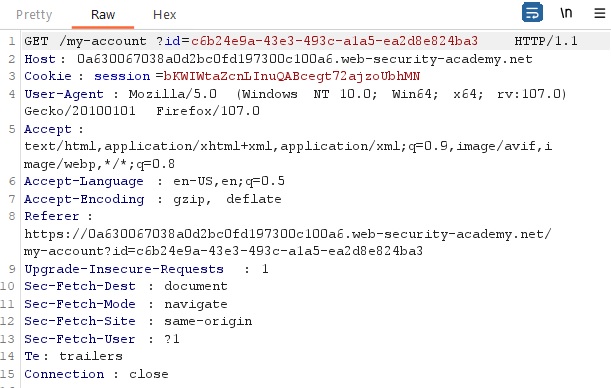 Pretty Raw Hex \n
1 GET /my-account ?id=c6b24e9a-43e3-493c-a1a5-ea2d8e824ba3 HTTP/1.1
2 Host: 0a630067038a0d2bc0fd197300c100a6.web-security-academy.net
3 Cookie: session=bKWIWtaZcnLInuQABcegt72ajzoUbhMN
4 User-Agent: Mozilla/5.0 (Windows NT 10.0; Win64; x64; rv:107.0)
Gecko/20100101 Firefox/107.0
5 Accept:
text/html,application/xhtml+xml,application/xml;q=0.9,image/avif,i
mage/webp,*/*;q=0.8
6 Accept-Language : en-US,en;q=0.5
7 Accept-Encoding : gzip, deflate
8 Referer:
https://0a630067038a0d2bc0fd197300c100a6.web-security-academy.net/
my-account?id=c6b24e9a-43e3-493c-a1a5-ea2d8e824ba3
9 Upgrade-Insecure-Requests : 1
10 Sec-Fetch-Dest : document
11 Sec-Fetch-Mode : navigate
12 Sec-Fetch-Site : same-origin
13 Sec-Fetch-User : ?1
14 Te: trailers
15 Connection : close